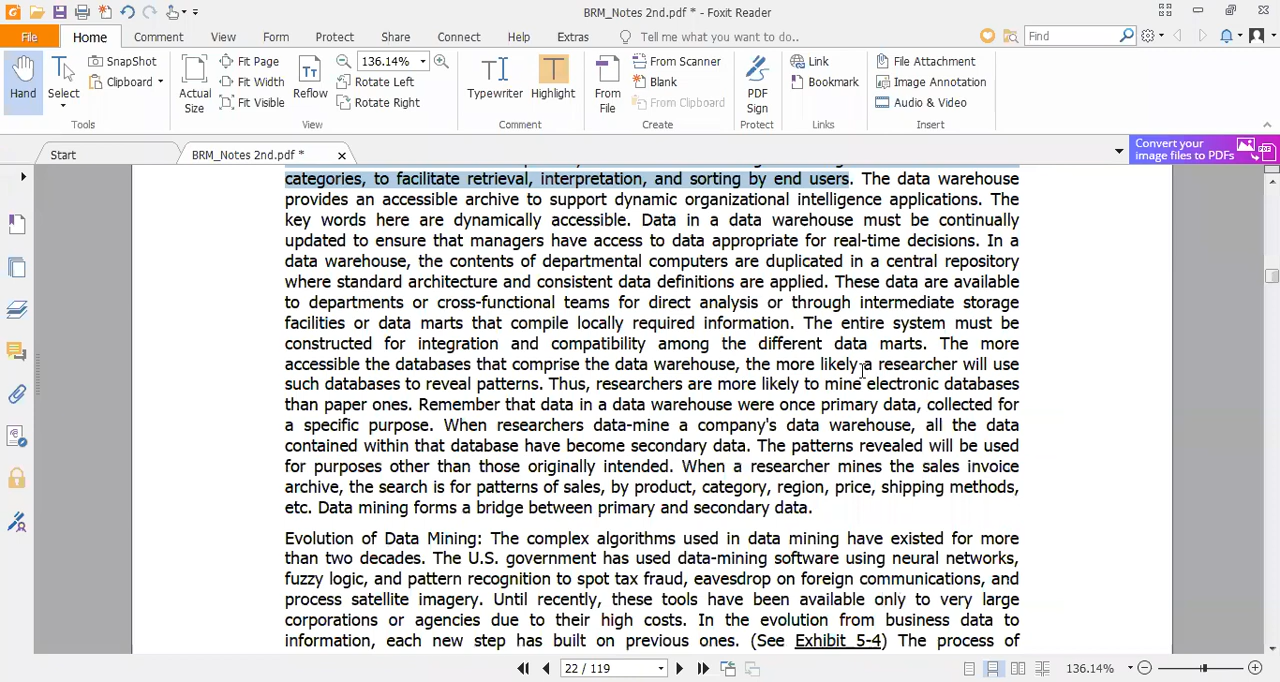 BRM_Notes 2nd.pdf * - Foxit Reader
File Home Comment View Form Protect Share Connect Help Extras Tell me what you want to do.. Find
Hand
Select
SnapShot
Clipboard
Tools
Actual Size
Fit Page
Fit Width
Fit Visible
Reflow
136.14%
Rotate Left
Rotate Right
View
Typewriter
Highlight
Comment
From File
From Scanner
Blank
From Clipboard
Create
PDF Sign
Protect
Link
Bookmark
Links
File Attachment
Image Annotation
Audio & Video
Insert
Start
BRM_Notes 2nd.pdf *
Convert your
image files to PDFs
categories, to facilitate retrieval, interpretation, and sorting by end users. The data warehouse
provides an accessible archive to support dynamic organizational intelligence applications. The
key words here are dynamically accessible. Data in a data warehouse must be continually
updated to ensure that managers have access to data appropriate for real-time decisions. In a
data warehouse, the contents of departmental computers are duplicated in a central repository
where standard architecture and consistent data definitions are applied. These data are available
to departments or cross-functional teams for direct analysis or through intermediate storage
facilities or data marts that compile locally required information. The entire system must be
constructed for integration and compatibility among the different data marts. The more
accessible the databases that comprise the data warehouse, the more likely a researcher will use
such databases to reveal patterns. Thus, researchers are more likely to mine electronic databases
than paper ones. Remember that data in a data warehouse were once primary data, collected for
a specific purpose. When researchers data-mine a company's data warehouse, all the data
contained within that database have become secondary data. The patterns revealed will be used
for purposes other than those originally intended. When a researcher mines the sales invoice
archive, the search is for patterns of sales, by product, category, region, price, shipping methods,
etc. Data mining forms a bridge between primary and secondary data.
Evolution of Data Mining: The complex algorithms used in data mining have existed for more
than two decades. The U.S. government has used data-mining software using neural networks,
fuzzy logic, and pattern recognition to spot tax fraud, eavesdrop on foreign communications, and
process satellite imagery. Until recently, these tools have been available only to very large
corporations or agencies due to their high costs. In the evolution from business data to
information, each new step has built on previous ones. (See Exhibit 5-4) The process of
22 / 119
136.14%